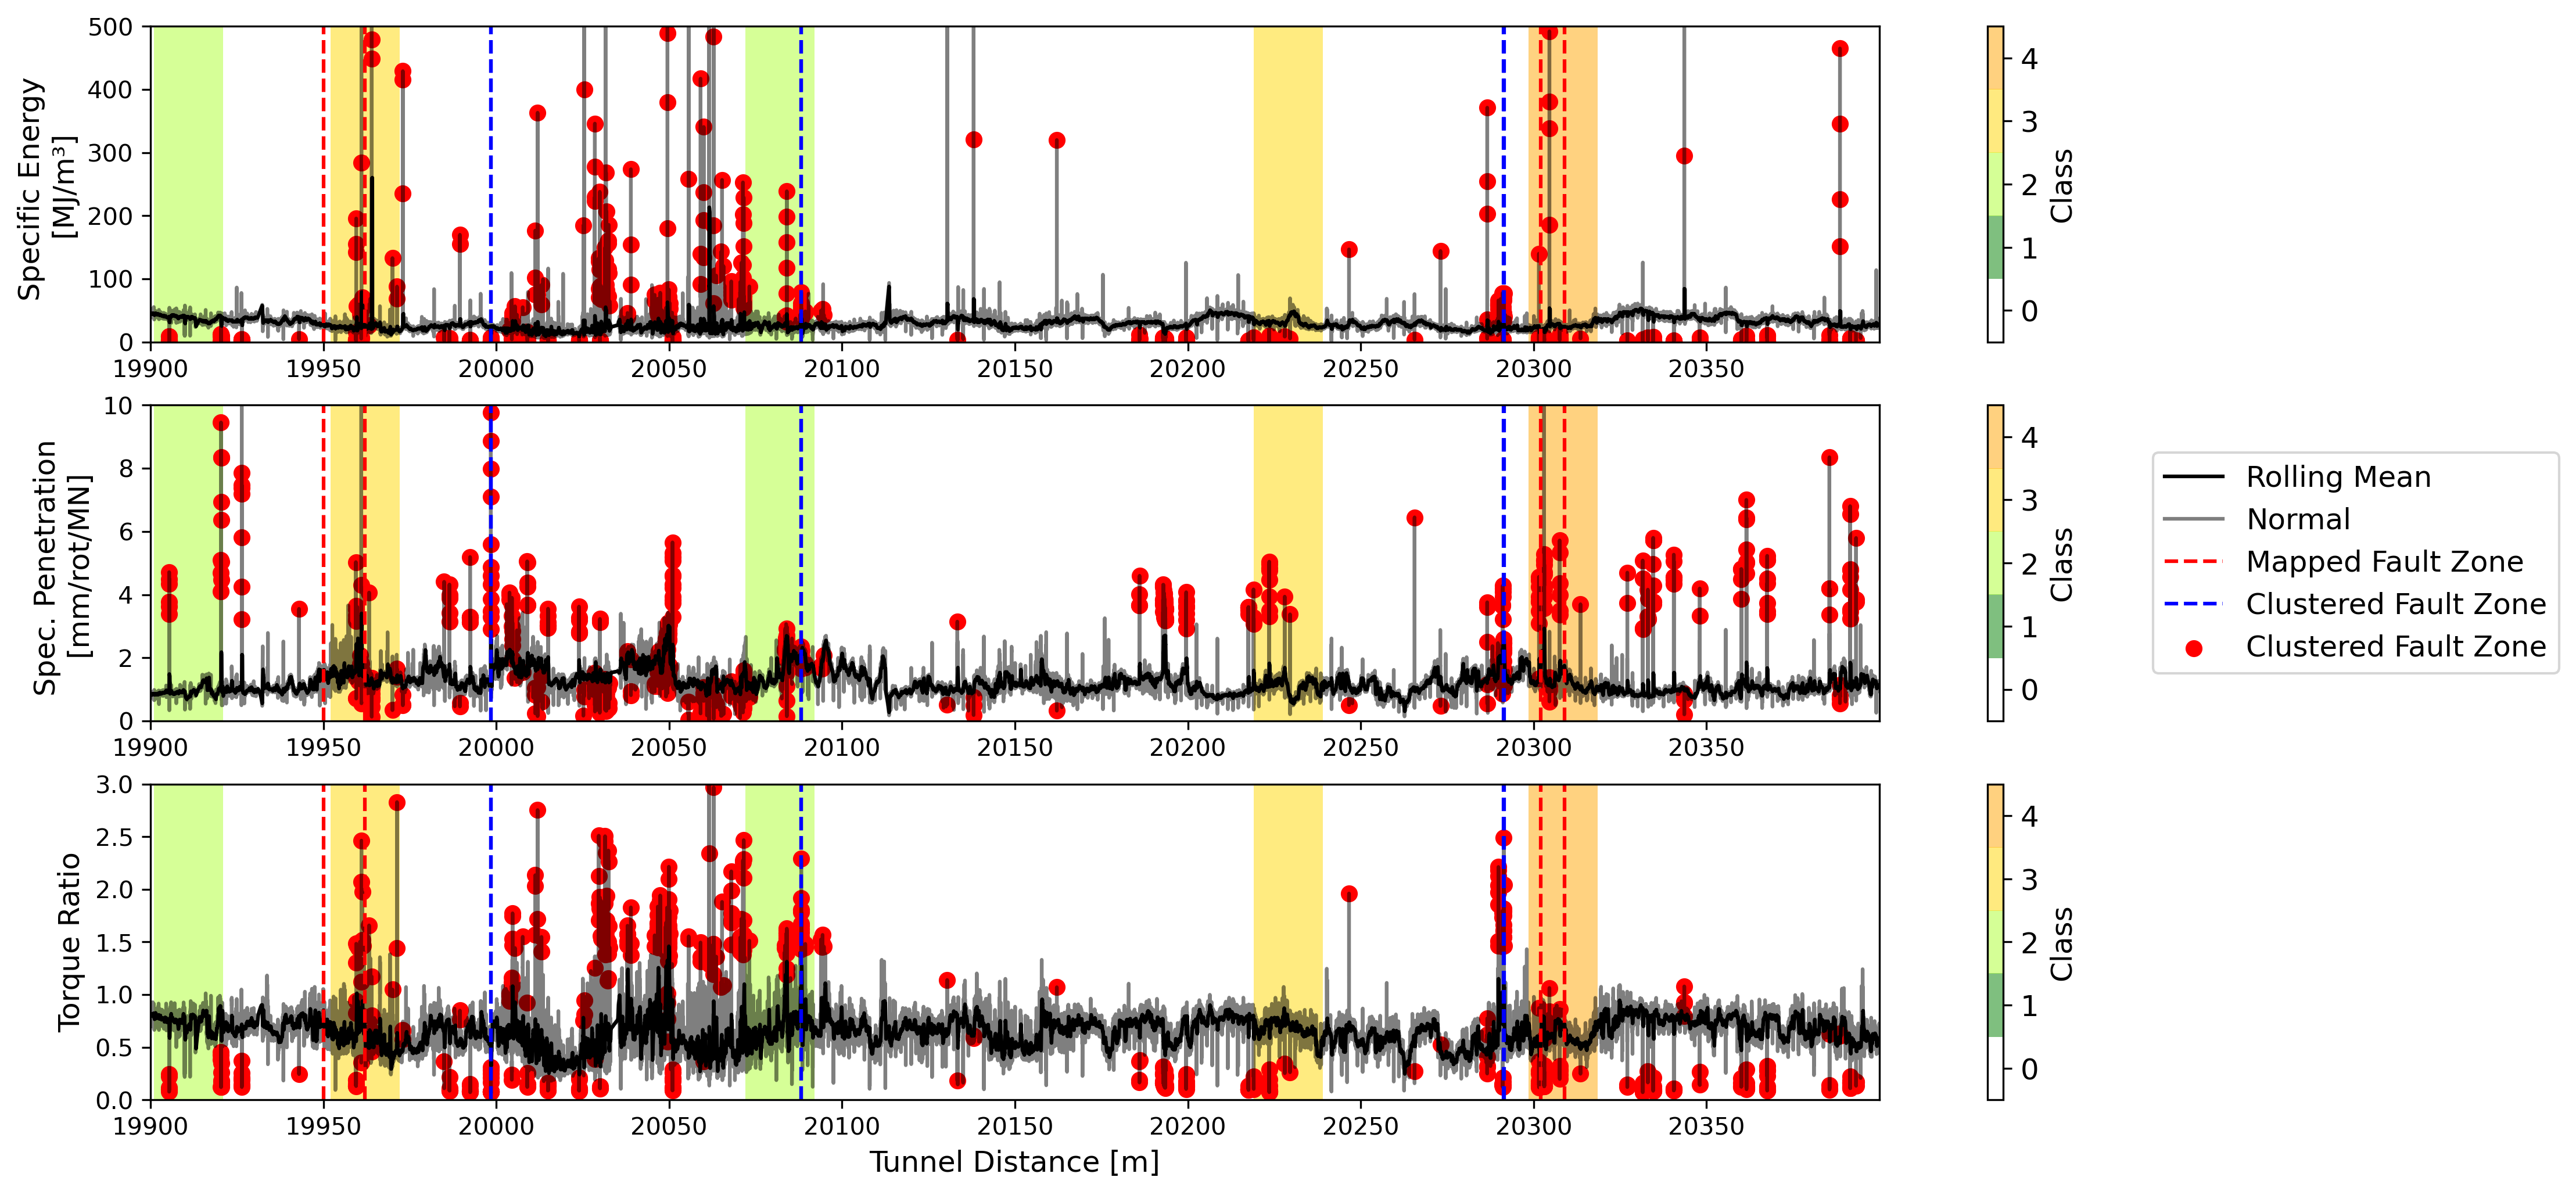 500
400
300
200
100
0
Specific Energy
[MJ/m³]
19900 19950 20000 20050 20100 20150 20200 20250 20300 20350
4
3
2
1
0
Class
10
8
6
4
2
0
Spec. Penetration
[mm/rot/MN]
19900 19950 20000 20050 20100 20150 20200 20250 20300 20350
4
3
2
1
0
Class
Rolling Mean
Normal
Mapped Fault Zone
Clustered Fault Zone
Clustered Fault Zone
3.0
2.5
2.0
1.5
1.0
0.5
0.0
Torque Ratio
19900 19950 20000 20050 20100 20150 20200 20250 20300 20350
Tunnel Distance [m]
4
3
2
1
0
Class